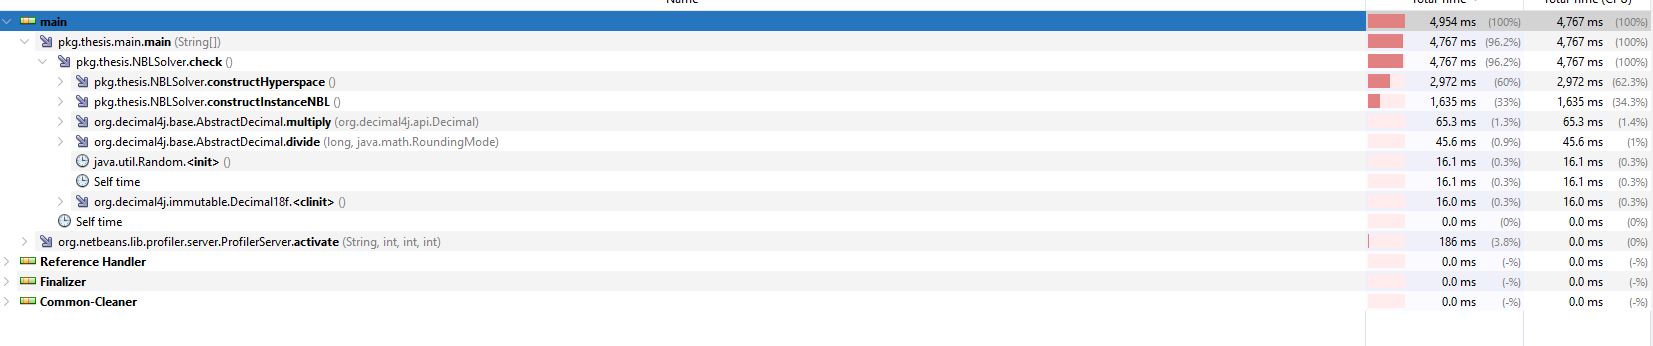 Name Total Time Total Time (CPU)
main 4,954 ms (100%) 4,767 ms (100%)
pkg.thesis.main.main (String[]) 4,767 ms (96.2%) 4,767 ms (100%)
pkg.thesis.NBLSolver.check () 4,767 ms (96.2%) 4,767 ms (100%)
pkg.thesis.NBLSolver.constructHyperspace () 2,972 ms (60%) 2,972 ms (62.3%)
pkg.thesis.NBLSolver.constructInstanceNBL () 1,635 ms (33%) 1,635 ms (34.3%)
org.decimal4j.base.AbstractDecimal.multiply (org.decimal4j.api.Decimal) 65.3 ms (1.3%) 65.3 ms (1.4%)
org.decimal4j.base.AbstractDecimal.divide (long, java.math.RoundingMode) 45.6 ms (0.9%) 45.6 ms (1%)
java.util.Random.<init> () 16.1 ms (0.3%) 16.1 ms (0.3%)
Self time 16.1 ms (0.3%) 16.1 ms (0.3%)
org.decimal4j.immutable.Decimal18f.<clinit> () 16.0 ms (0.3%) 16.0 ms (0.3%)
Self time 0.0 ms (0%) 0.0 ms (0%)
org.netbeans.lib.profiler.server.ProfilerServer.activate (String, int, int, int) 186 ms (3.8%) 0.0 ms (0%)
Reference Handler 0.0 ms (-%) 0.0 ms (-%)
Finalizer 0.0 ms (-%) 0.0 ms (-%)
Common-Cleaner 0.0 ms (-%) 0.0 ms (-%)